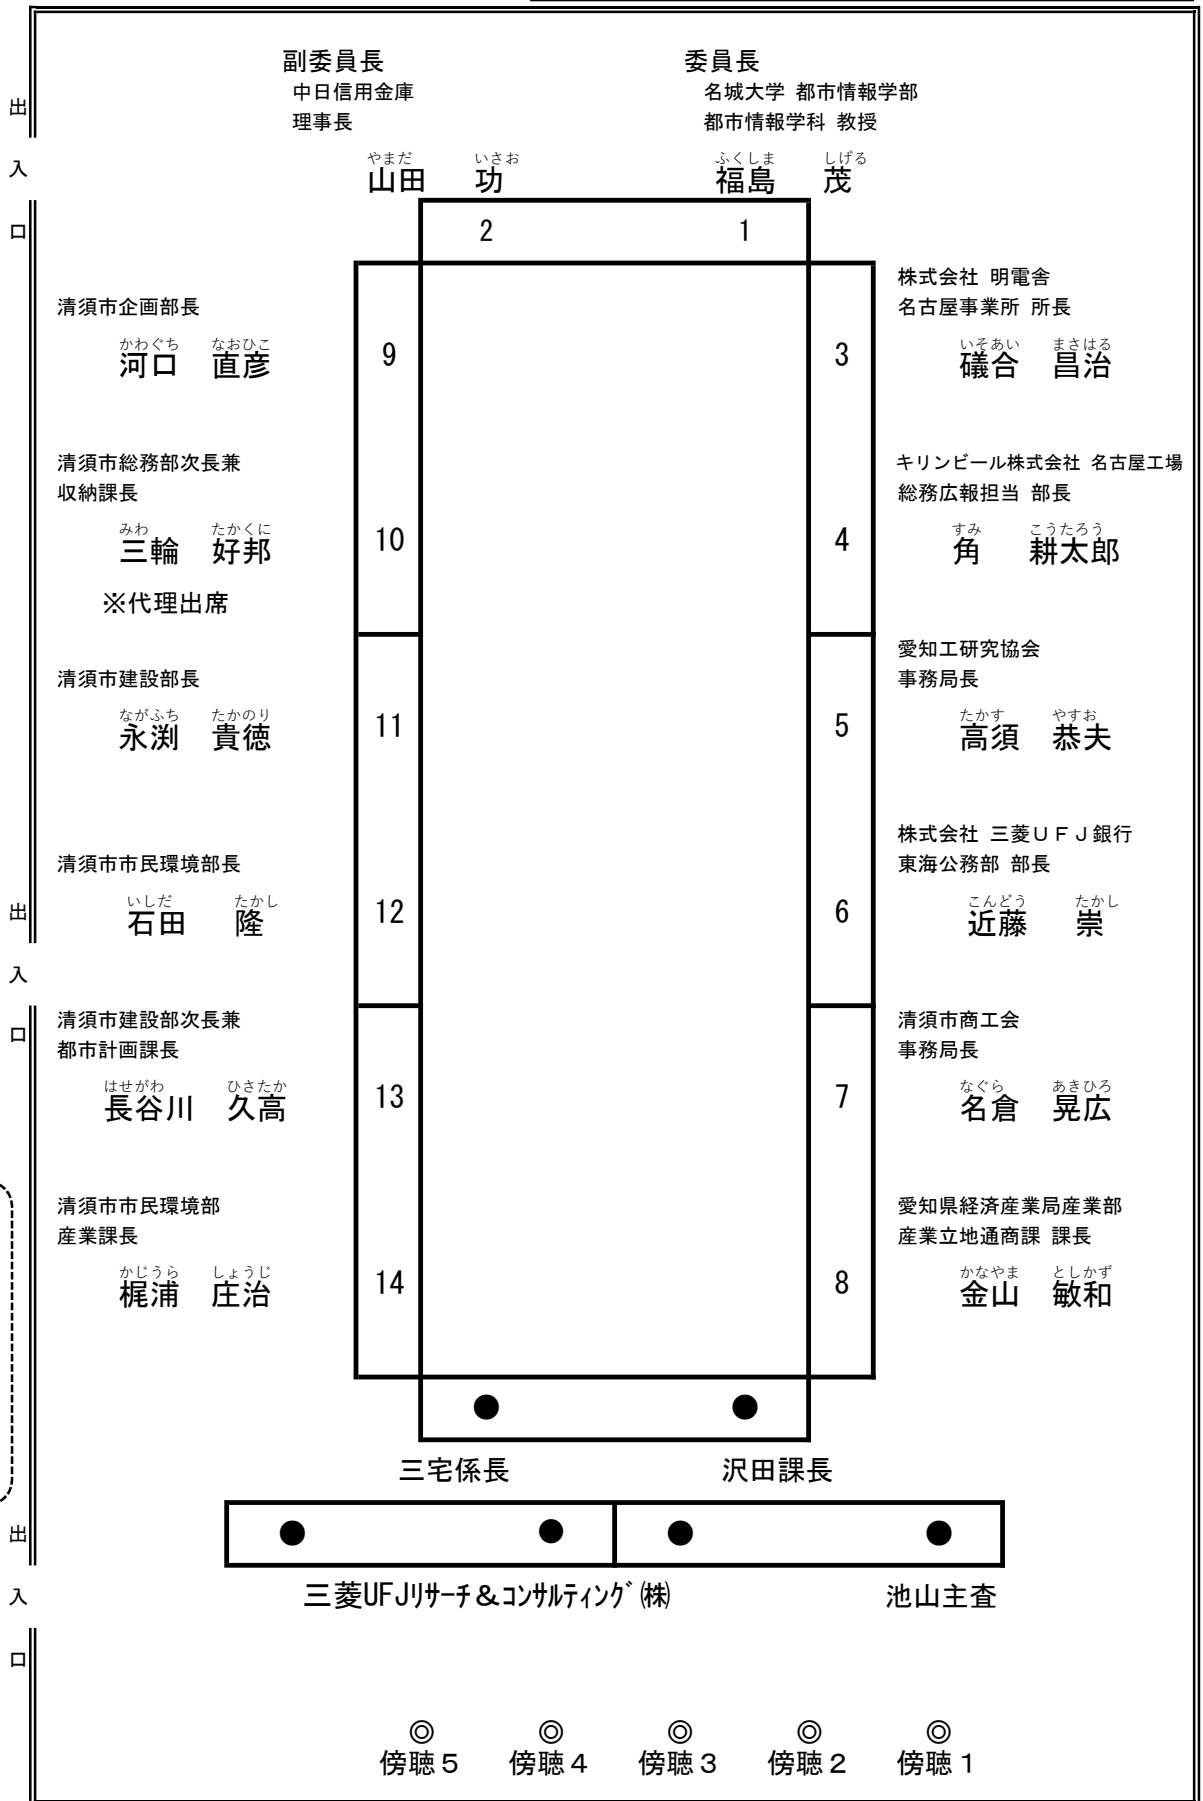 副委員長
中日信用金庫
理事長
やまだ いさお
山田 功
委員長
名城大学 都市情報学部
都市情報学科 教授
ふくしま しげる
福島 茂
2
1
出
入
口
清須市企画部長
かわぐち なおひこ
河口 直彦
9
清須市総務部次長兼
収納課長
みわ たかくに
三輪 好邦
※代理出席
10
清須市建設部長
ながふち たかのり
永渕 貴徳
11
清須市市民環境部長
いしだ たかし
石田 隆
12
出
入
口
清須市建設部次長兼
都市計画課長
はせがわ ひさたか
長谷川 久高
13
清須市市民環境部
産業課長
かじうら しょうじ
梶浦 庄治
14
株式会社 明電舎
名古屋事業所 所長
いそあい まさはる
礒合 昌治
3
キリンビール株式会社 名古屋工場
総務広報担当 部長
すみ こうたろう
角 耕太郎
4
愛知工研究協会
事務局長
たかす やすお
高須 恭夫
5
株式会社 三菱ＵＦＪ銀行
東海公務部 部長
こんどう たかし
近藤 崇
6
清須市商工会
事務局長
なぐら あきひろ
名倉 晃広
7
愛知県経済産業局産業部
産業立地通商課 課長
かなやま としかず
金山 敏和
8
● ●
三宅係長 沢田課長
● ● ● ●
三菱UFJﾘｻｰﾁ＆ｺﾝｻﾙﾃｨﾝｸﾞ㈱ 池山主査
出
入
口
◎ ◎ ◎ ◎ ◎
傍聴５ 傍聴４ 傍聴３ 傍聴２ 傍聴１